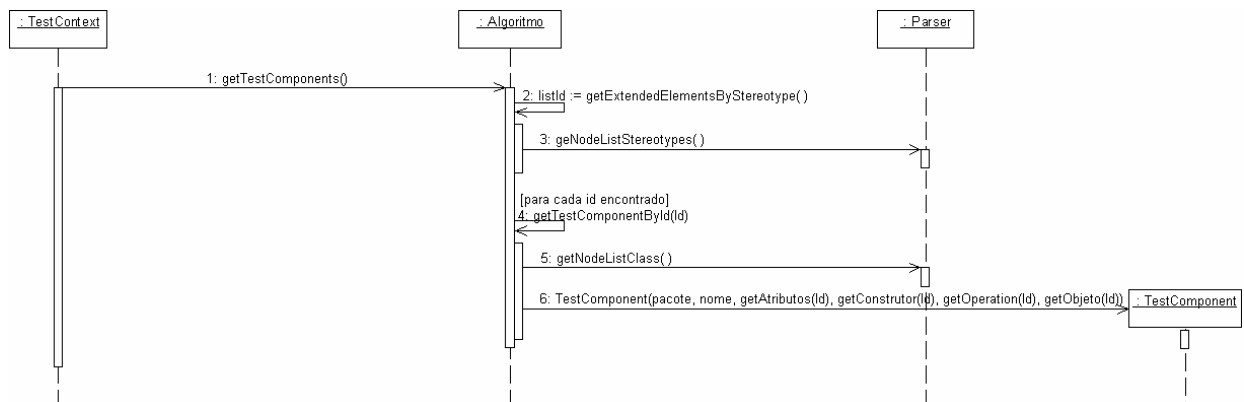 : TestContext
: Algoritmo
: Parser
1: getTestComponents()
2: listId := getExtendedElementsByStereotype( )
3: geNodeListStereotypes( )
[para cada id encontrado]
4: getTestComponentById(Id)
5: getNodeListClass( )
6: TestComponent(pacote, nome, getAtributos(Id), getConstrutor(Id), getOperation(Id), getObjeto(Id))
: TestComponent